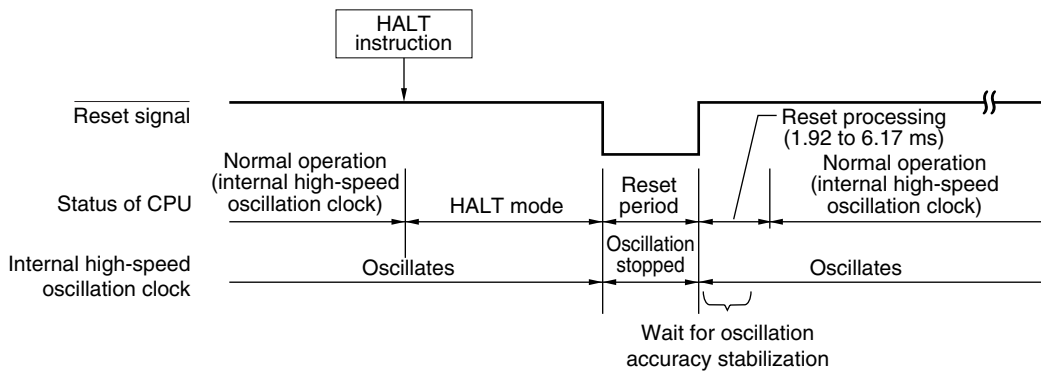 HALT
instruction
Reset signal
Reset processing
(1.92 to 6.17 ms)
Status of CPU
Normal operation
(internal high-speed
oscillation clock)
HALT mode
Reset
period
Normal operation
(internal high-speed
oscillation clock)
Internal high-speed
oscillation clock
Oscillates
Oscillation
stopped
Oscillates
Wait for oscillation
accuracy stabilization